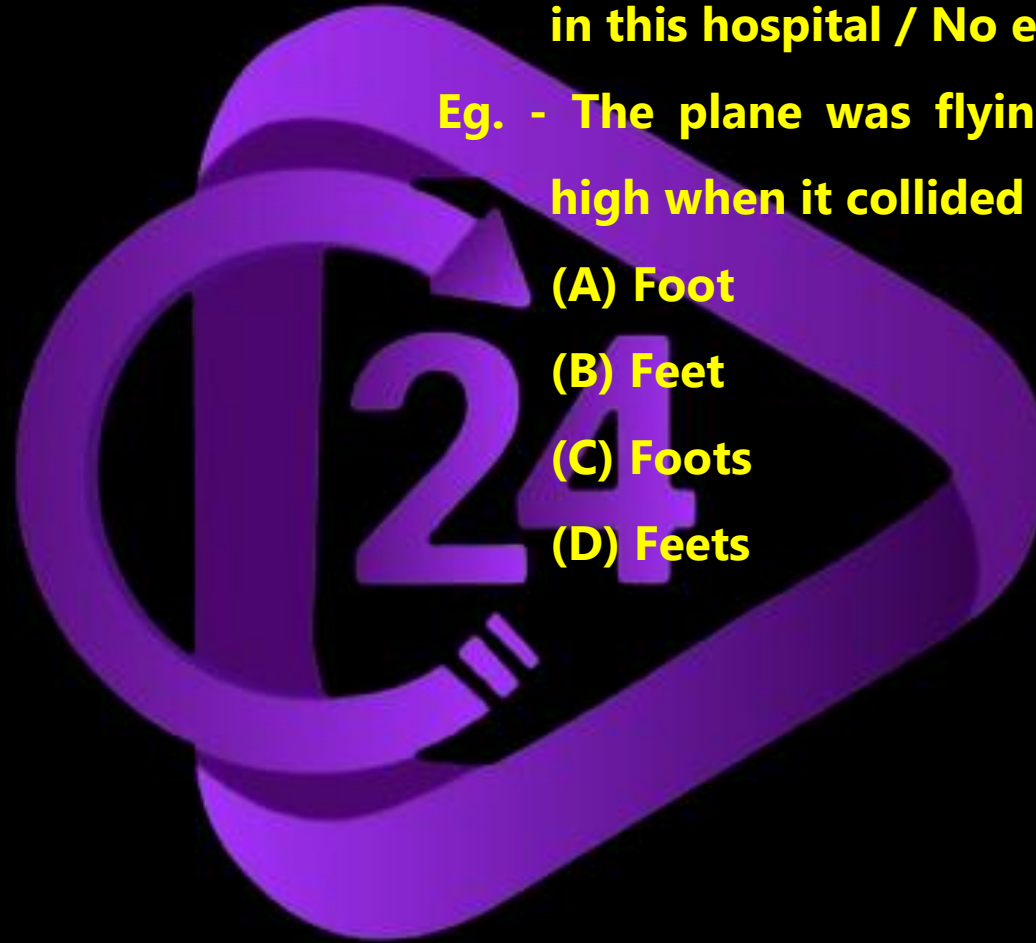 in this hospital / No e
Eg. - The plane was flyin
high when it collided
(A) Foot
(B) Feet
24
(C) Foots
(D) Feets